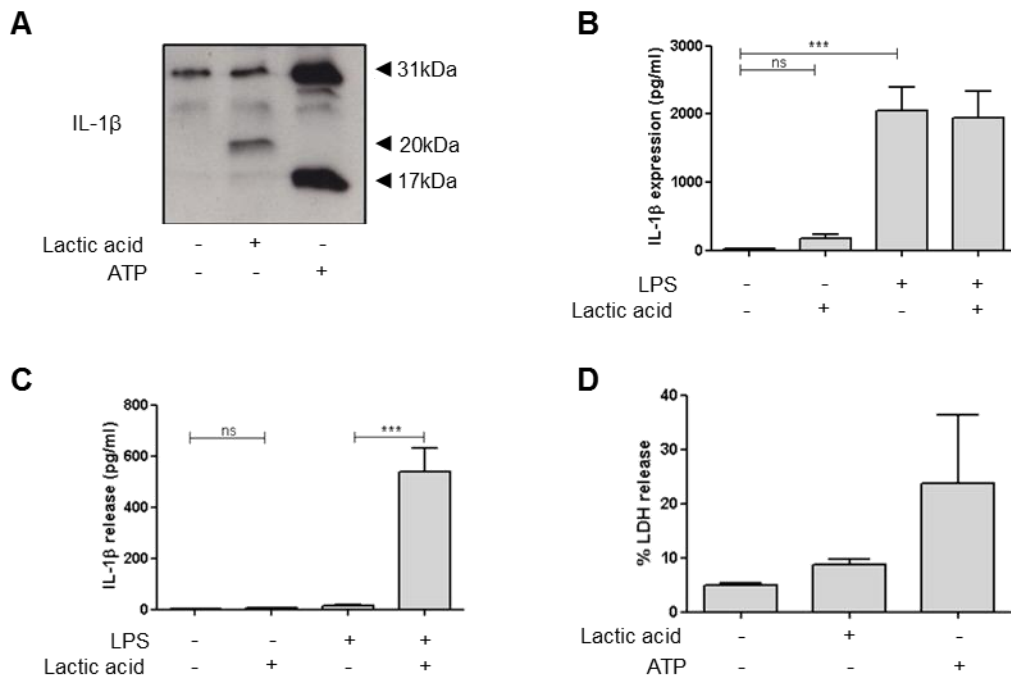 A
IL-1β
◄ 31kDa
◄ 20kDa
◄ 17kDa
Lactic acid - + -
ATP - - +
B
IL-1β expression (pg/ml)
3000
2000
1000
0
***
ns
LPS - - + +
Lactic acid - + - +
C
IL-1β release (pg/ml)
800
600
400
200
0
ns
***
LPS - - + +
Lactic acid - + - +
D
% LDH release
40
30
20
10
0
Lactic acid - + -
ATP - - +